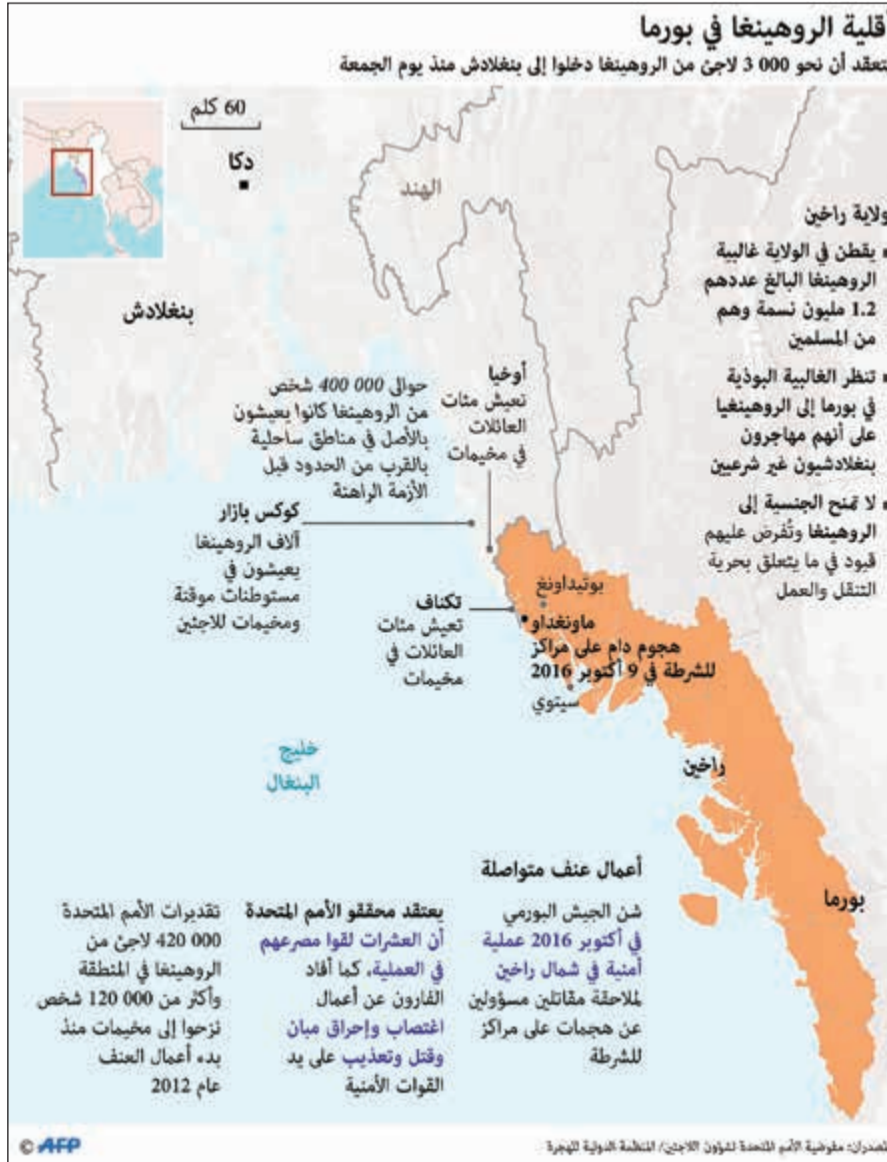 أقلية الروهينغا في بورما
يُعتقد أن نحو 000 3 لاجئ من الروهينغا دخلوا إلى بنغلادش منذ يوم الجمعة
60 كلم
دكا
الهند
بنغلادش
ولاية راخين
يقطن في الولاية غالبية
الروهينغا البالغ عددهم
1.2 مليون نسمة وهم
من المسلمين
تنظر الغالبية البوذية
في بورما إلى الروهينغيا
على أنهم مهاجرون
بنغلادشيون غير شرعيين
لا تمنح الجنسية إلى
الروهينغا وتُفرض عليهم
قيود في ما يتعلق بحرية
التنقل والعمل
أوخيا
تعيش مئات
العائلات
في مخيمات
حوالى 000 400 شخص
من الروهينغا كانوا يعيشون
بالأصل في مناطق ساحلية
بالقرب من الحدود قبل
الأزمة الراهنة
كوكس بازار
آلاف الروهينغا
يعيشون في
مستوطنات موقتة
ومخيمات للاجئين
تكناف
تعيش مئات
العائلات في
مخيمات
بوتيداونغ
ماونغداو
هجوم دام على مراكز
للشرطة في 9 أكتوبر 2016
سيتوي
راخين
خليج
البنغال
بورما
أعمال عنف متواصلة
شن الجيش البورمي
في أكتوبر 2016 عملية
أمنية في شمال راخين
لملاحقة مقاتلين مسؤولين
عن هجمات على مراكز
للشرطة
يعتقد محققو الأمم المتحدة
أن العشرات لقوا مصرعهم
في العملية، كما أفاد
الفارون عن أعمال
اغتصاب وإحراق مبان
وقتل وتعذيب على يد
القوات الأمنية
تقديرات الأمم المتحدة
000 420 لاجئ من
الروهينغا في المنطقة
وأكثر من 000 120 شخص
نزحوا إلى مخيمات منذ
بدء أعمال العنف
عام 2012
المصدران: مفوضية الأمم المتحدة لشؤون اللاجئين/ المنظمة الدولية للهجرة
© AFP